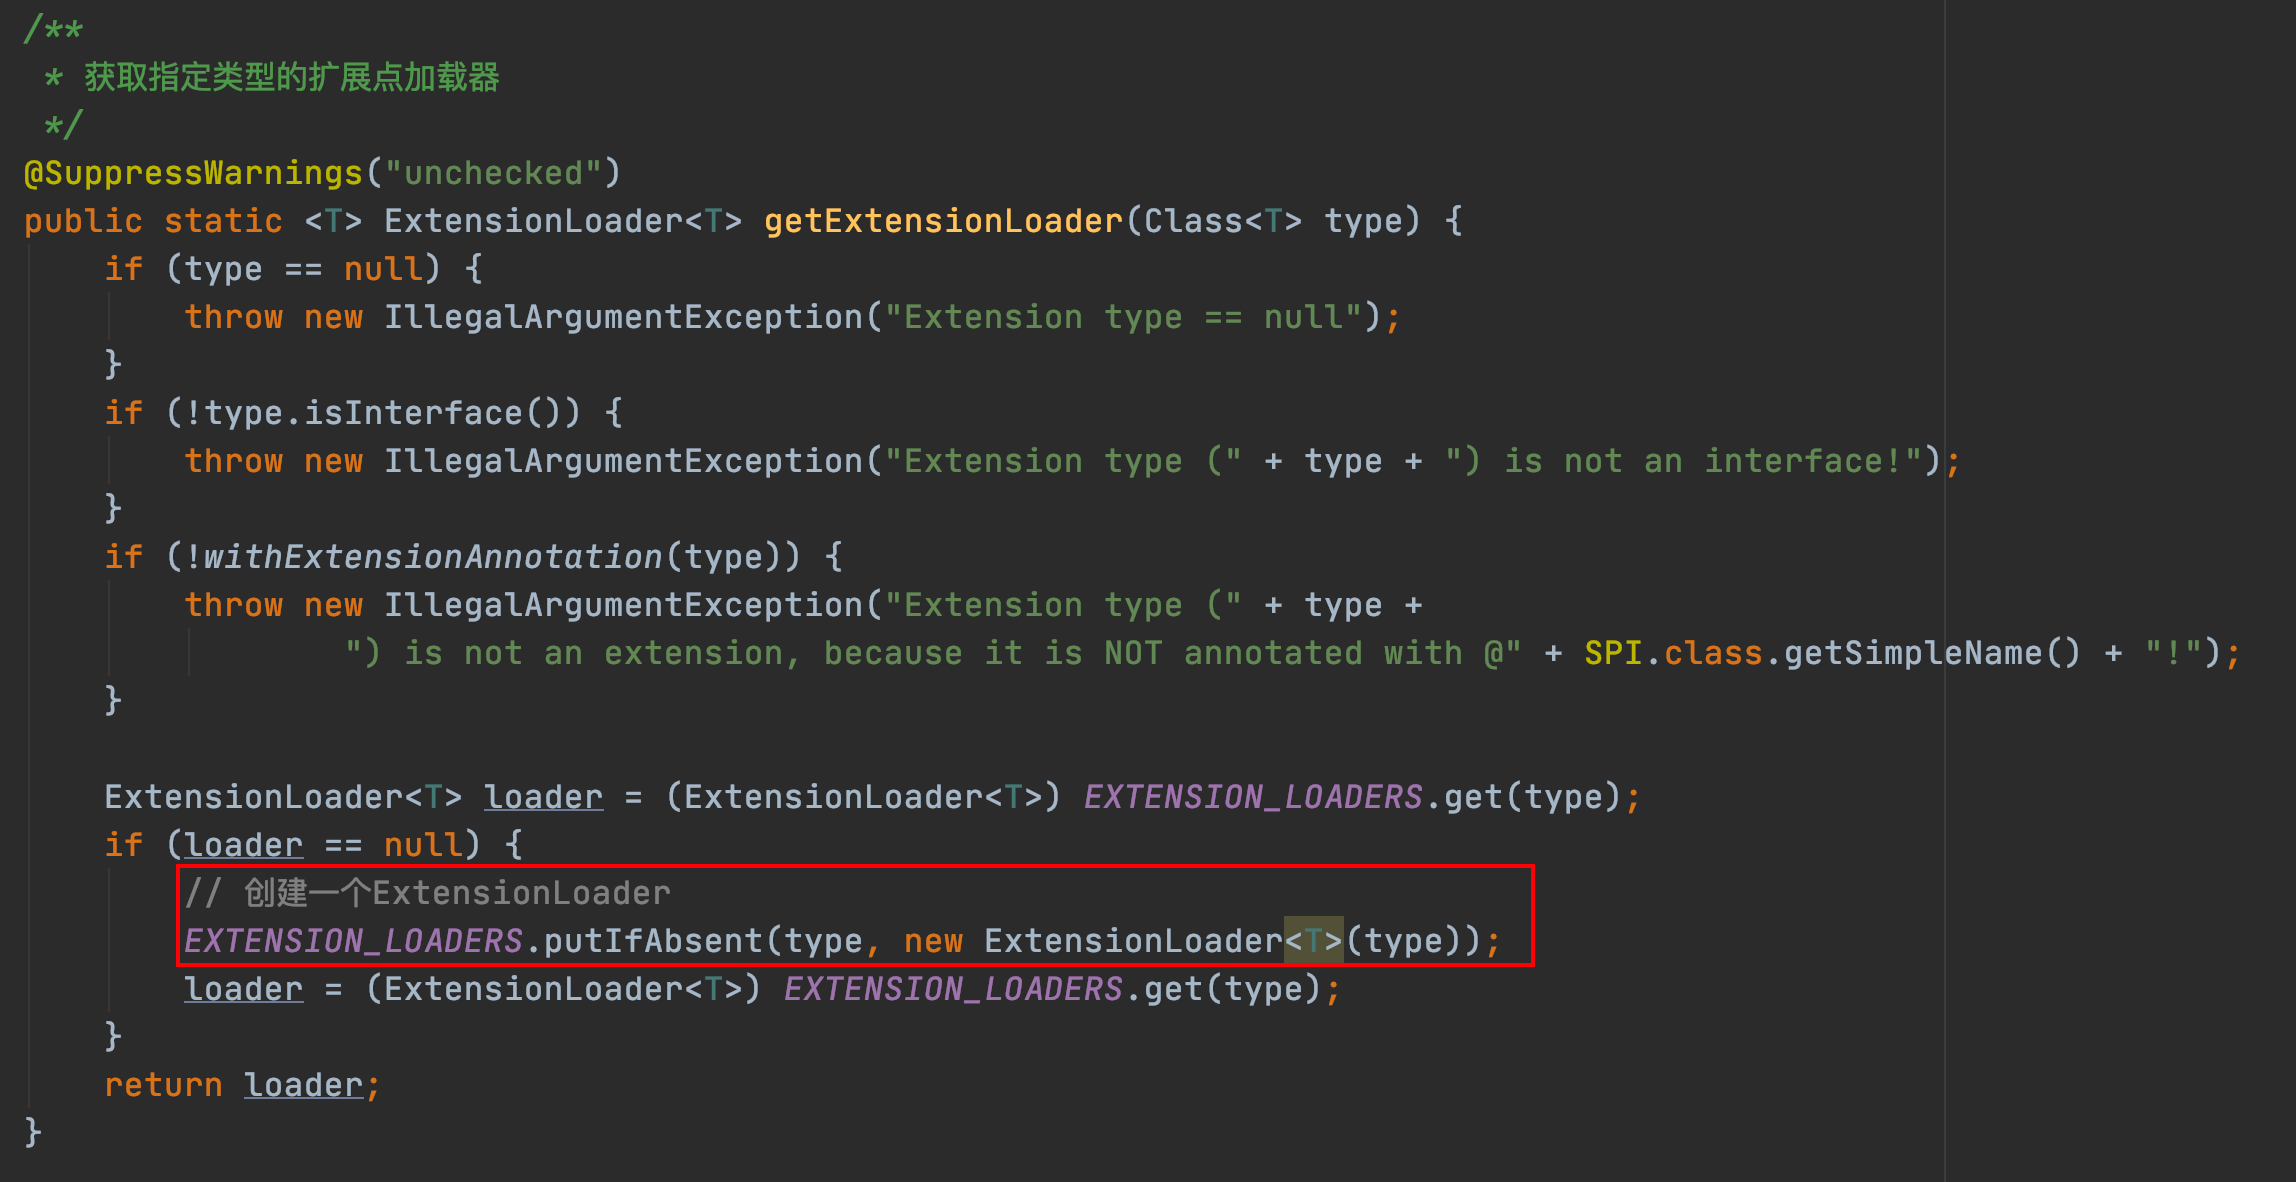 /**
 * 获取指定类型的扩展点加载器
 */
@SuppressWarnings("unchecked")
public static <T> ExtensionLoader<T> getExtensionLoader(Class<T> type) {
    if (type == null) {
        throw new IllegalArgumentException("Extension type == null");
    }
    if (!type.isInterface()) {
        throw new IllegalArgumentException("Extension type (" + type + ") is not an interface!");
    }
    if (!withExtensionAnnotation(type)) {
        throw new IllegalArgumentException("Extension type (" + type +
                ") is not an extension, because it is NOT annotated with @" + SPI.class.getSimpleName() + "!");
    }

    ExtensionLoader<T> loader = (ExtensionLoader<T>) EXTENSION_LOADERS.get(type);
    if (loader == null) {
        // 创建一个ExtensionLoader
        EXTENSION_LOADERS.putIfAbsent(type, new ExtensionLoader<T>(type));
        loader = (ExtensionLoader<T>) EXTENSION_LOADERS.get(type);
    }
    return loader;
}